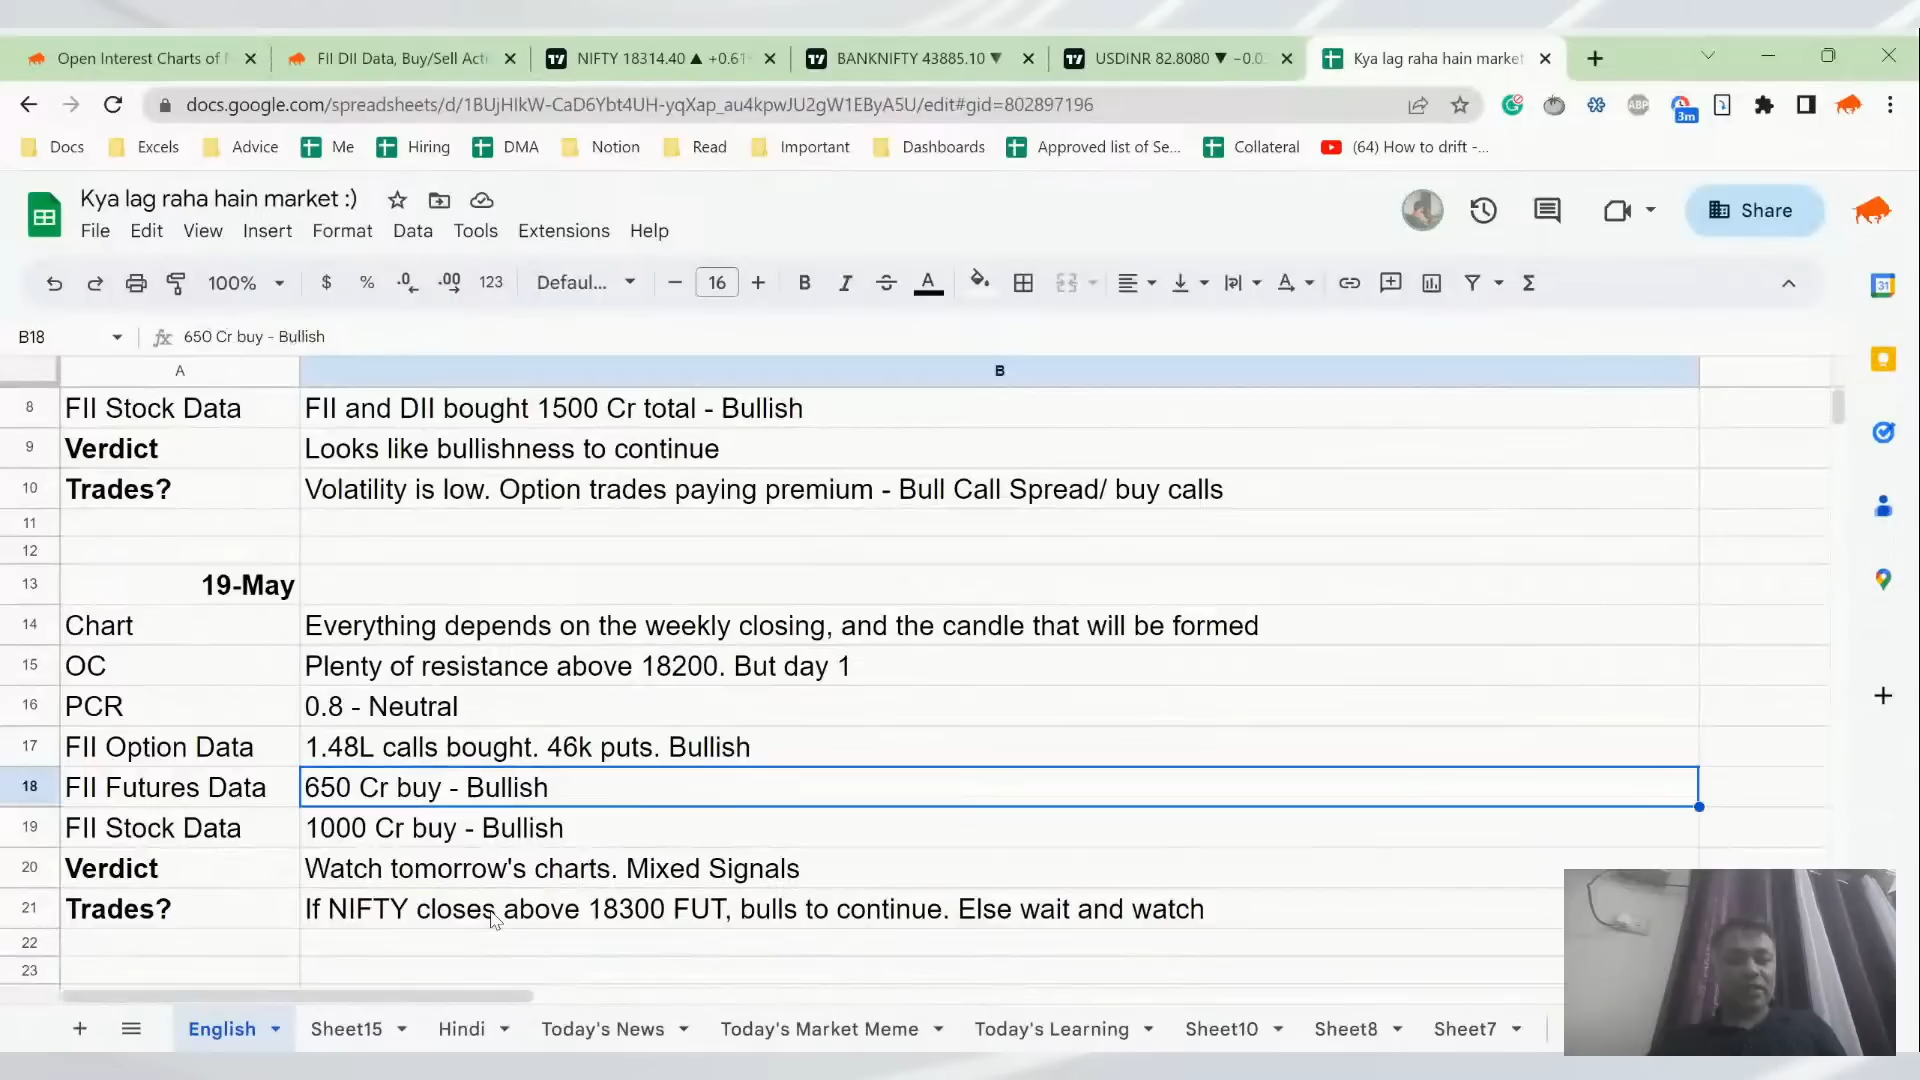 Open Interest Charts of
FII DII Data, Buy/Sell Acti
NIFTY 18314.40 ▲ +0.61
BANKNIFTY 43885.10 ▼
USDINR 82.8080 ▼ −0.0
Kya lag raha hain market
docs.google.com/spreadsheets/d/1BUjHIkW-CaD6Ybt4UH-yqXap_au4kpwJU2gW1EByA5U/edit#gid=802897196
ABP
3m
Docs
Excels
Advice
Me
Hiring
DMA
Notion
Read
Important
Dashboards
Approved list of Se...
Collateral
(64) How to drift -...
Kya lag raha hain market :)
File Edit View Insert Format Data Tools Extensions Help
Share
100%
$ % .0 .00 123
Defaul...
16
B I A
31
B18
fx 650 Cr buy - Bullish
A B
8 FII Stock Data FII and DII bought 1500 Cr total - Bullish
9 Verdict Looks like bullishness to continue
10 Trades? Volatility is low. Option trades paying premium - Bull Call Spread/ buy calls
11
12
13 19-May
14 Chart Everything depends on the weekly closing, and the candle that will be formed
15 OC Plenty of resistance above 18200. But day 1
16 PCR 0.8 - Neutral
17 FII Option Data 1.48L calls bought. 46k puts. Bullish
18 FII Futures Data 650 Cr buy - Bullish
19 FII Stock Data 1000 Cr buy - Bullish
20 Verdict Watch tomorrow's charts. Mixed Signals
21 Trades? If NIFTY closes above 18300 FUT, bulls to continue. Else wait and watch
22
23
English Sheet15 Hindi Today's News Today's Market Meme Today's Learning Sheet10 Sheet8 Sheet7